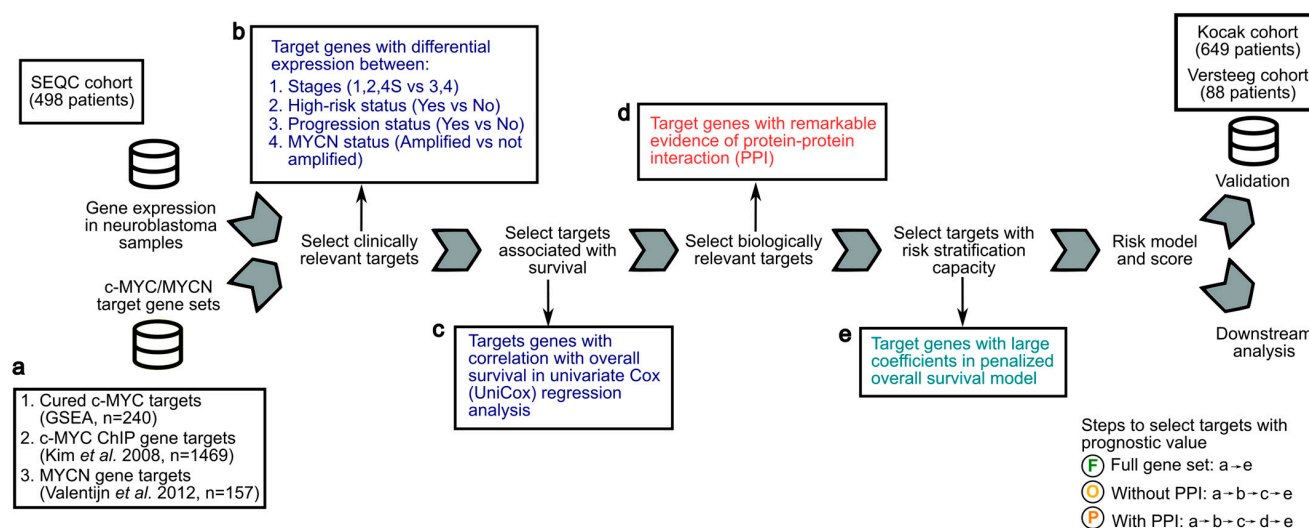 SEQC cohort
(498 patients)
Gene expression
in neuroblastoma
samples
c-MYC/MYCN
target gene sets
a
1. Cured c-MYC targets
(GSEA, n=240)
2. c-MYC ChIP gene targets
(Kim et al. 2008, n=1469)
3. MYCN gene targets
(Valentijn et al. 2012, n=157)
b
Target genes with differential
expression between:
1. Stages (1,2,4S vs 3,4)
2. High-risk status (Yes vs No)
3. Progression status (Yes vs No)
4. MYCN status (Amplified vs not
amplified)
Select clinically
relevant targets
Select targets
associated with
survival
c
Targets genes with
correlation with overall
survival in univariate Cox
(UniCox) regression
analysis
d
Target genes with remarkable
evidence of protein-protein
interaction (PPI)
Select biologically
relevant targets
Select targets with
risk stratification
capacity
e
Target genes with large
coefficients in penalized
overall survival model
Risk model
and score
Kocak cohort
(649 patients)
Versteeg cohort
(88 patients)
Validation
Downstream
analysis
Steps to select targets with
prognostic value
F Full gene set: a→e
O Without PPI: a→b→c→e
P With PPI: a→b→c→d→e